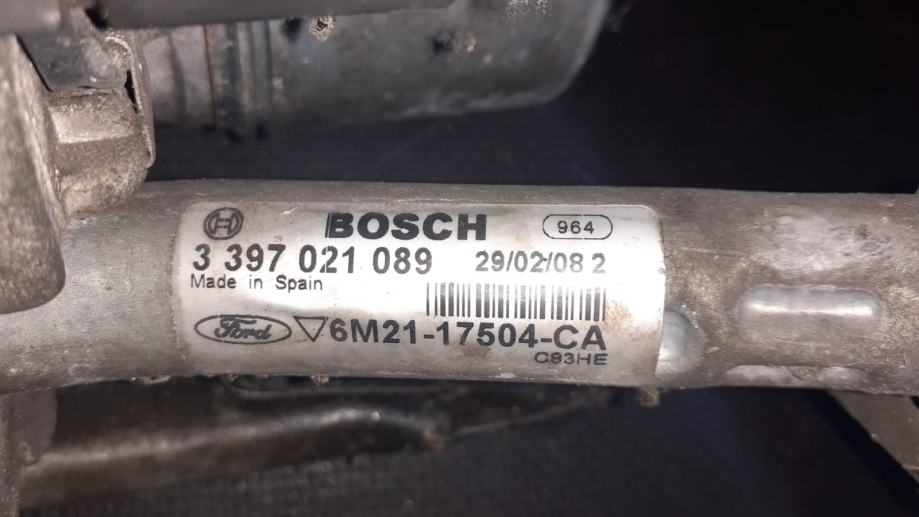 BOSCH 964
3 397 021 089 29/02/08 2
Made in Spain
Ford 6M21-17504-CA
C83HE